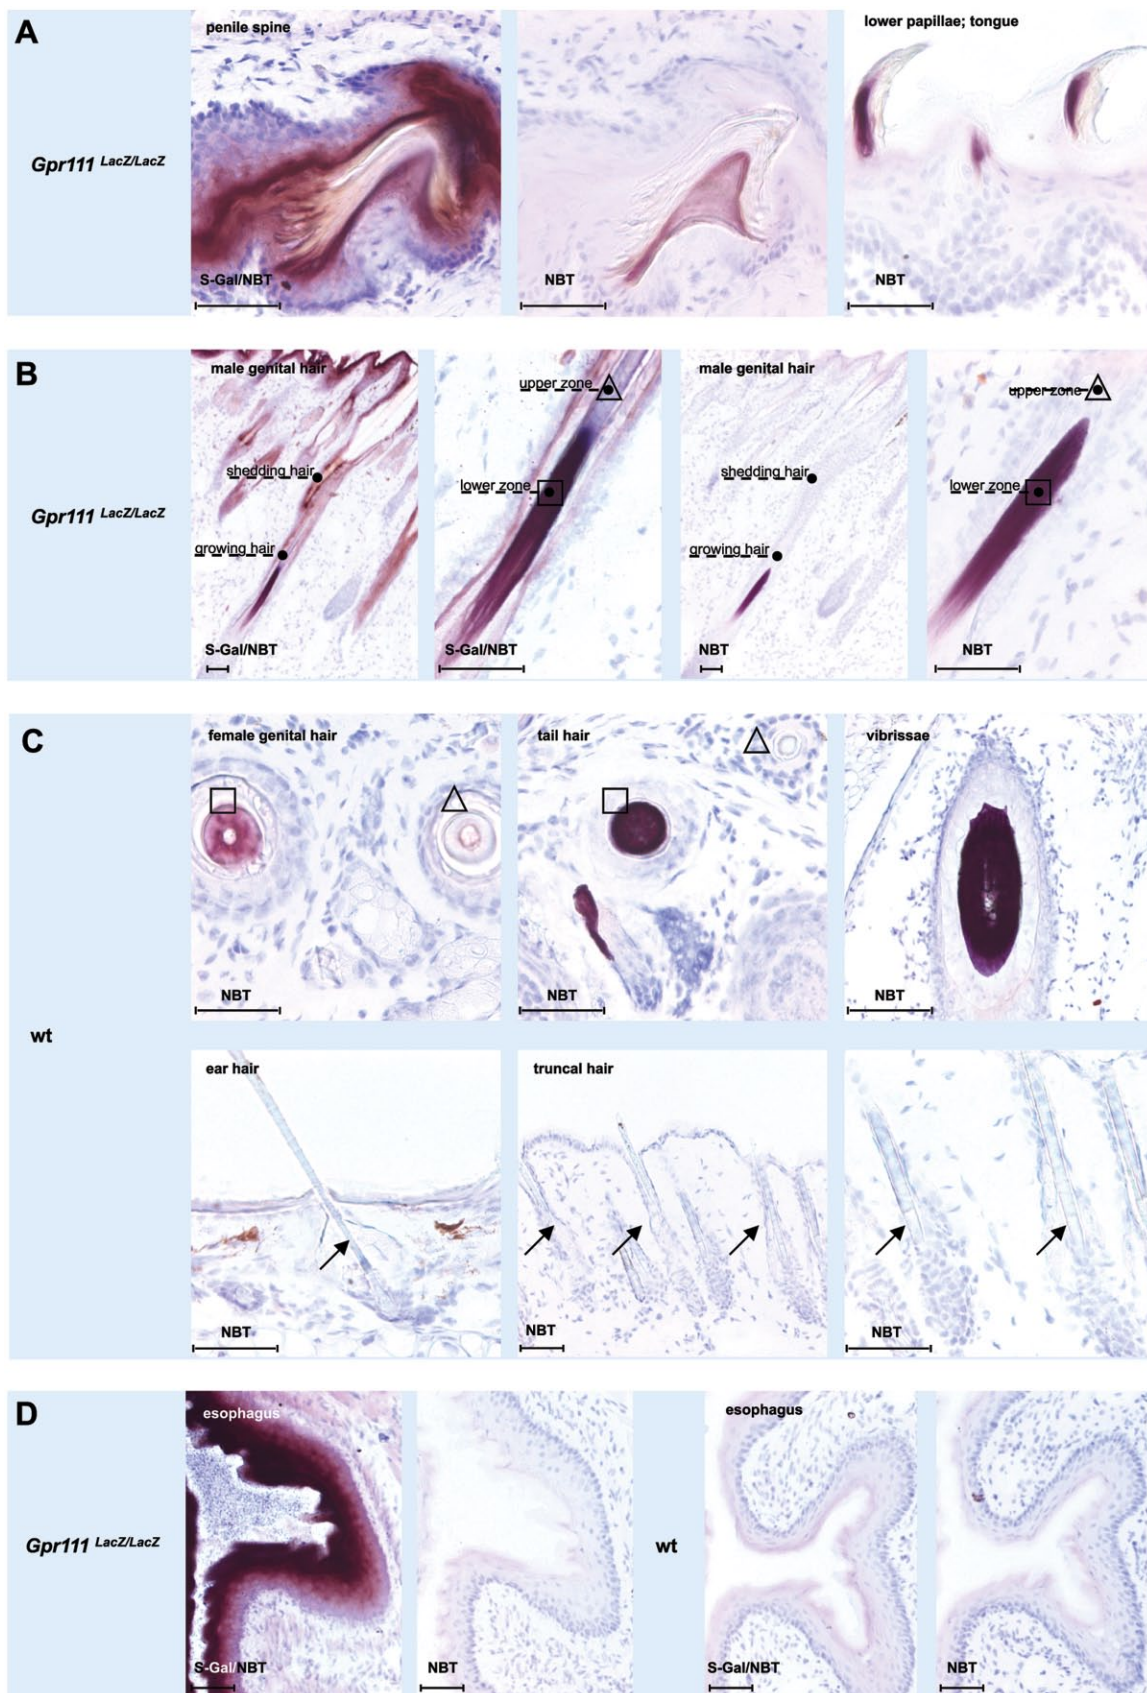 A
penile spine
lower papillae; tongue
Gpr111 LacZ/LacZ
S-Gal/NBT
NBT
NBT
B
male genital hair
upper zone
male genital hair
upper zone
shedding hair
lower zone
shedding hair
lower zone
Gpr111 LacZ/LacZ
growing hair
growing hair
S-Gal/NBT
S-Gal/NBT
NBT
NBT
C
female genital hair
tail hair
vibrissae
NBT
NBT
NBT
wt
ear hair
truncal hair
NBT
NBT
NBT
D
esophagus
esophagus
Gpr111 LacZ/LacZ
wt
S-Gal/NBT
NBT
S-Gal/NBT
NBT